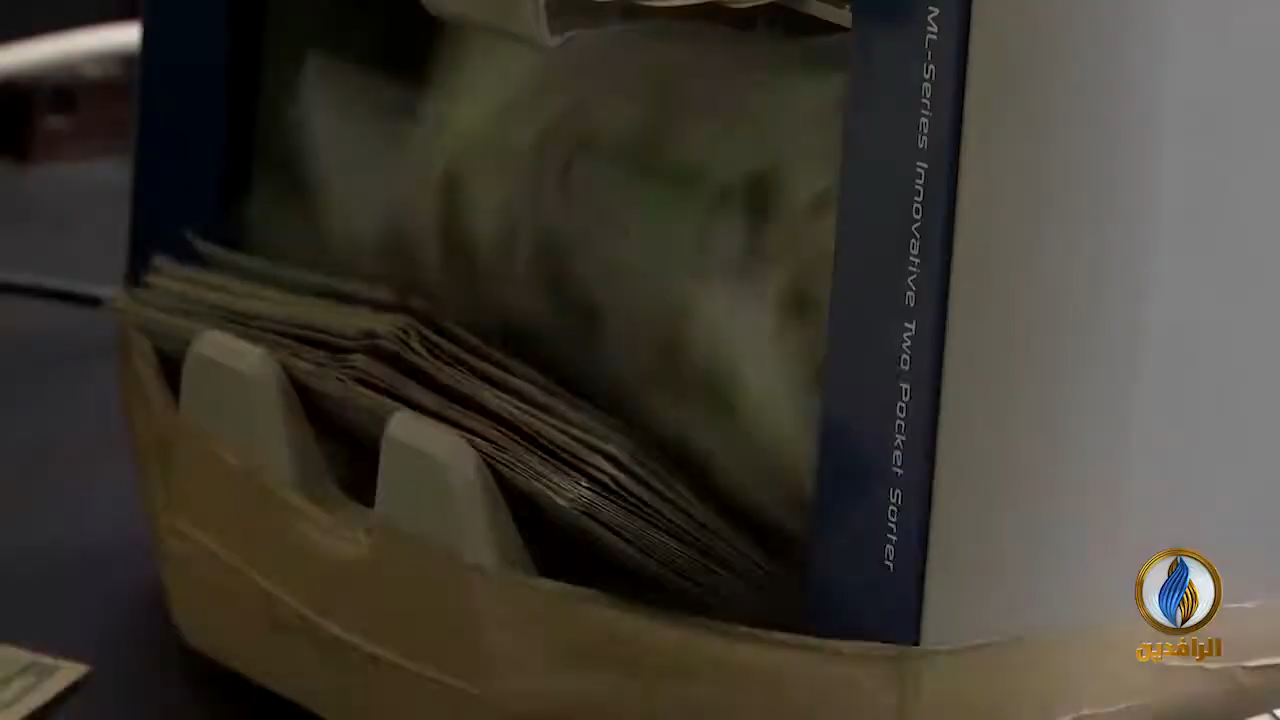 ML-Series Innovative Two Pocket Sorter
الرافدين